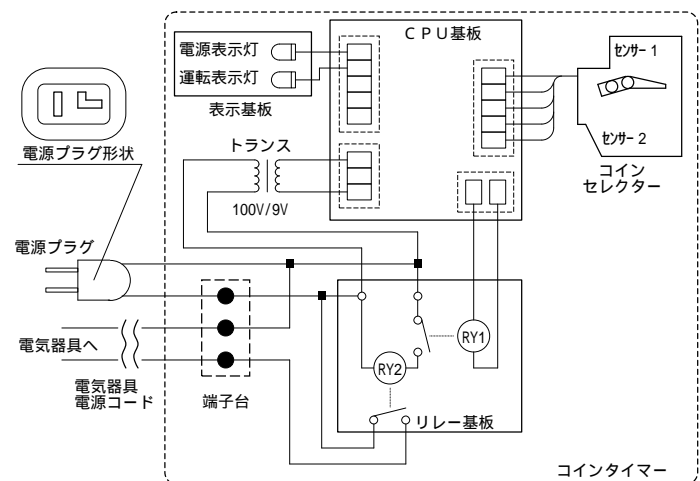 CPU基板
電源表示灯
運転表示灯
表示基板
センサー 1
センサー 2
コイン
セレクター
電源プラグ形状
トランス
100V/9V
電源プラグ
電気器具へ
電気器具
電源コード
端子台
RY1
RY2
リレー基板
コインタイマー